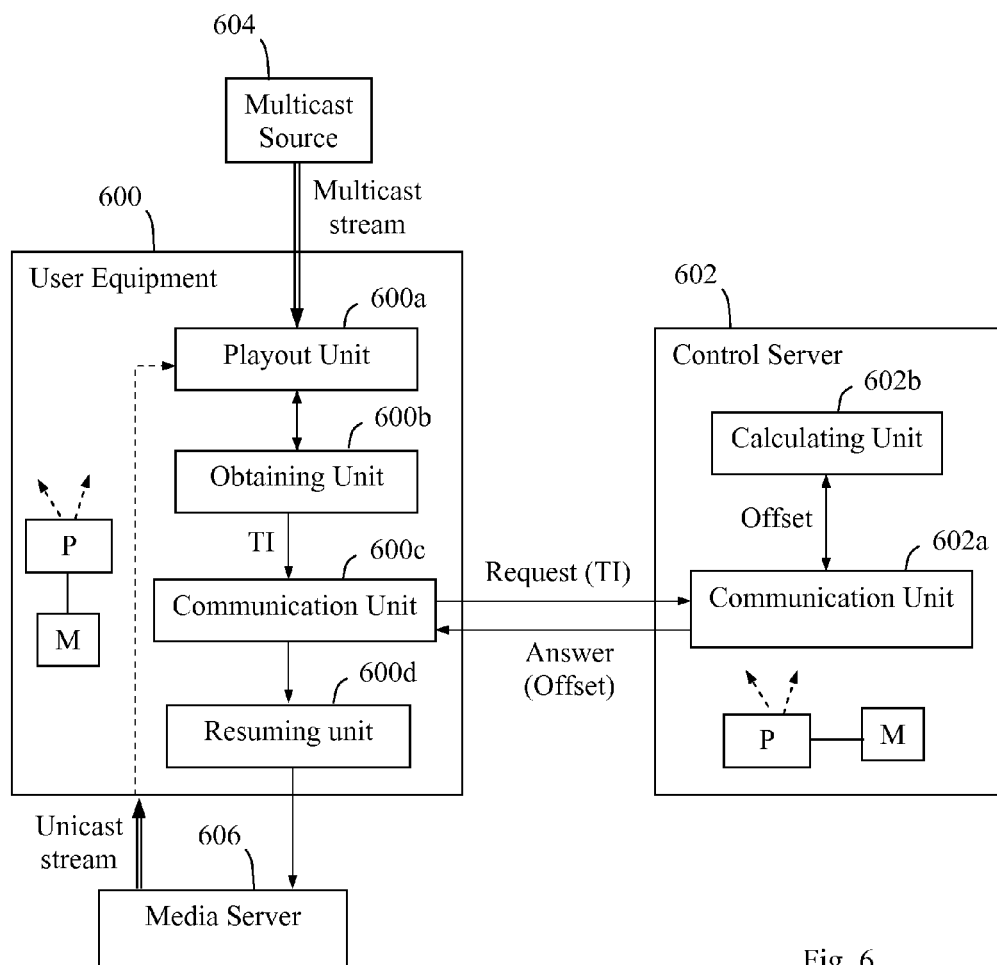 604
Multicast
Source
Multicast
stream
600
User Equipment
600a
Playout Unit
600b
Obtaining Unit
TI
600c
Communication Unit
P
M
600d
Resuming unit
Request (TI)
Answer
(Offset)
602
Control Server
602b
Calculating Unit
Offset
602a
Communication Unit
P
M
Unicast
stream
606
Media Server
Fig. 6